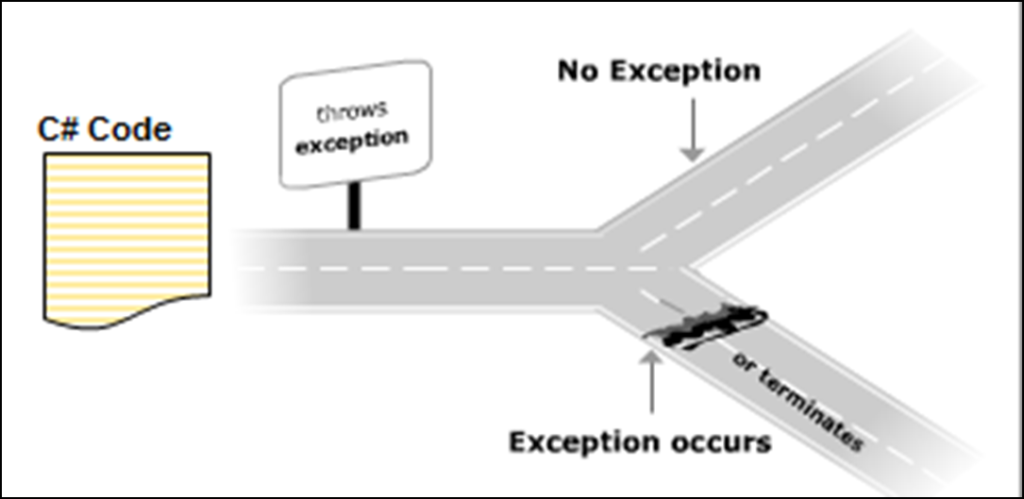 C# Code
throws
exception
No Exception
or terminates
Exception occurs